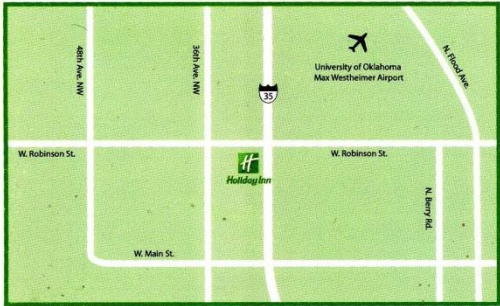 48th Ave. NW
36th Ave. NW
35
University of Oklahoma
Max Westheimer Airport
N. Flood Ave.
W. Robinson St.
H
Holiday Inn
W. Robinson St.
N. Berry Rd.
W. Main St.